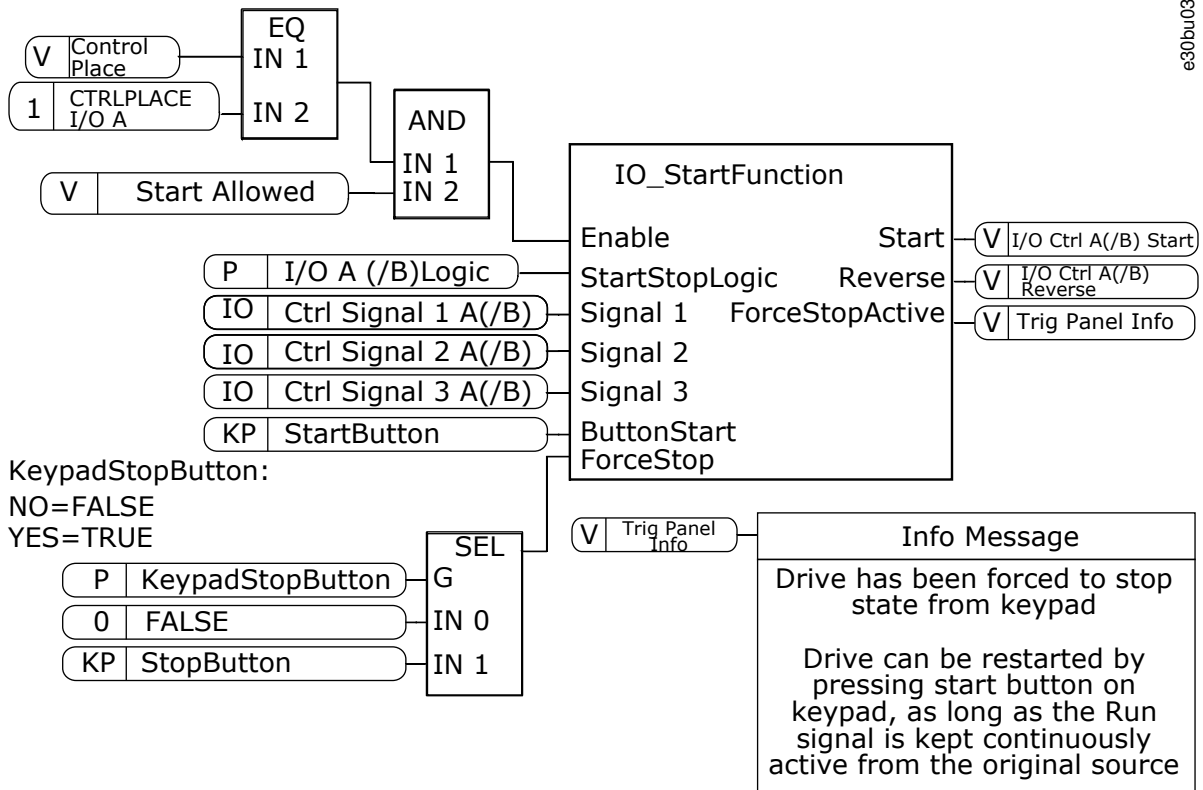 e30bu03
EQ
V Control
Place
IN 1
1 CTRLPLACE
I/O A
IN 2
AND
IN 1
IN 2
V Start Allowed
IO_StartFunction
Enable
Start
V I/O Ctrl A(/B) Start
P I/O A (/B)Logic
StartStopLogic
Reverse
V I/O Ctrl A(/B)
Reverse
IO Ctrl Signal 1 A(/B)
Signal 1
ForceStopActive
V Trig Panel Info
IO Ctrl Signal 2 A(/B)
Signal 2
IO Ctrl Signal 3 A(/B)
Signal 3
KP StartButton
ButtonStart
ForceStop
KeypadStopButton:
NO=FALSE
YES=TRUE
SEL
P KeypadStopButton
G
0 FALSE
IN 0
KP StopButton
IN 1
V Trig Panel
Info
Info Message
Drive has been forced to stop
state from keypad
Drive can be restarted by
pressing start button on
keypad, as long as the Run
signal is kept continuously
active from the original source